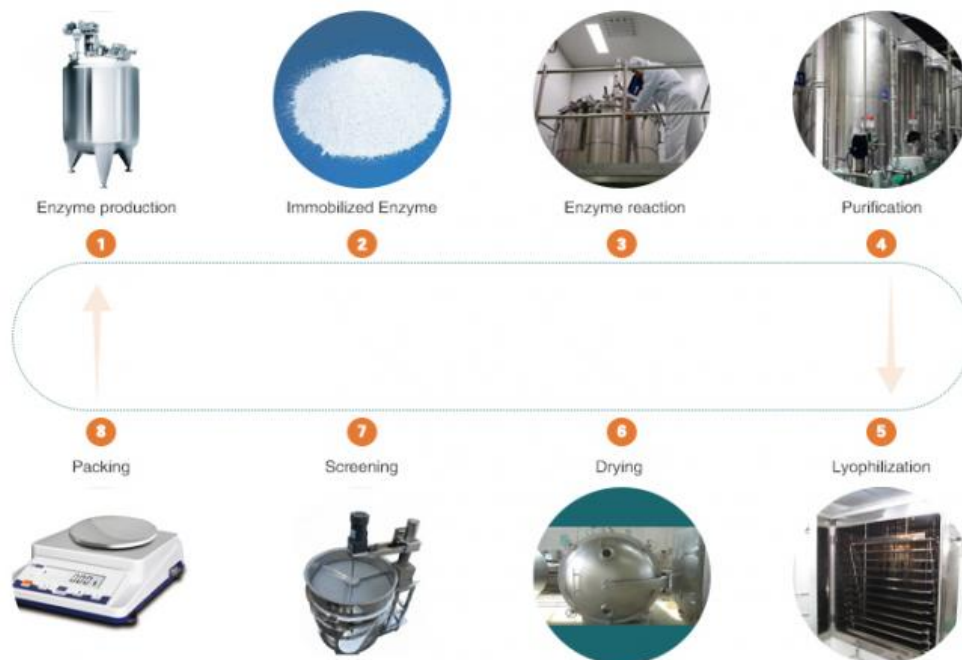 Enzyme production
Immobilized Enzyme
Enzyme reaction
Purification
1
2
3
4
8
7
6
5
Packing
Screening
Drying
Lyophilization